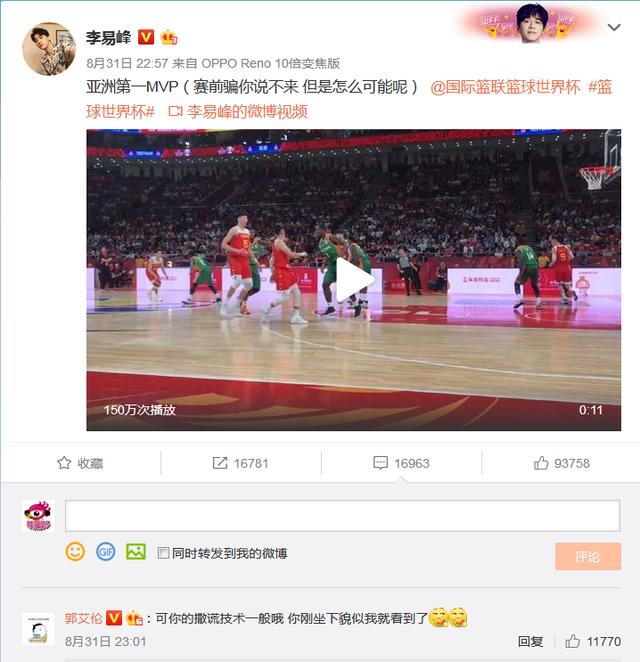 李易峰
8月31日 22:57 来自 OPPO Reno 10倍变焦版
亚洲第一MVP（赛前骗你说不来 但是怎么可能呢） @国际篮联篮球世界杯 #篮
球世界杯# 李易峰的微博视频
150万次播放
0:11
收藏
16781
16963
93758
GIF
同时转发到我的微博
评论
郭艾伦：可你的撒谎技术一般哦 你刚坐下貌似我就看到了
8月31日 23:01
回复
11770